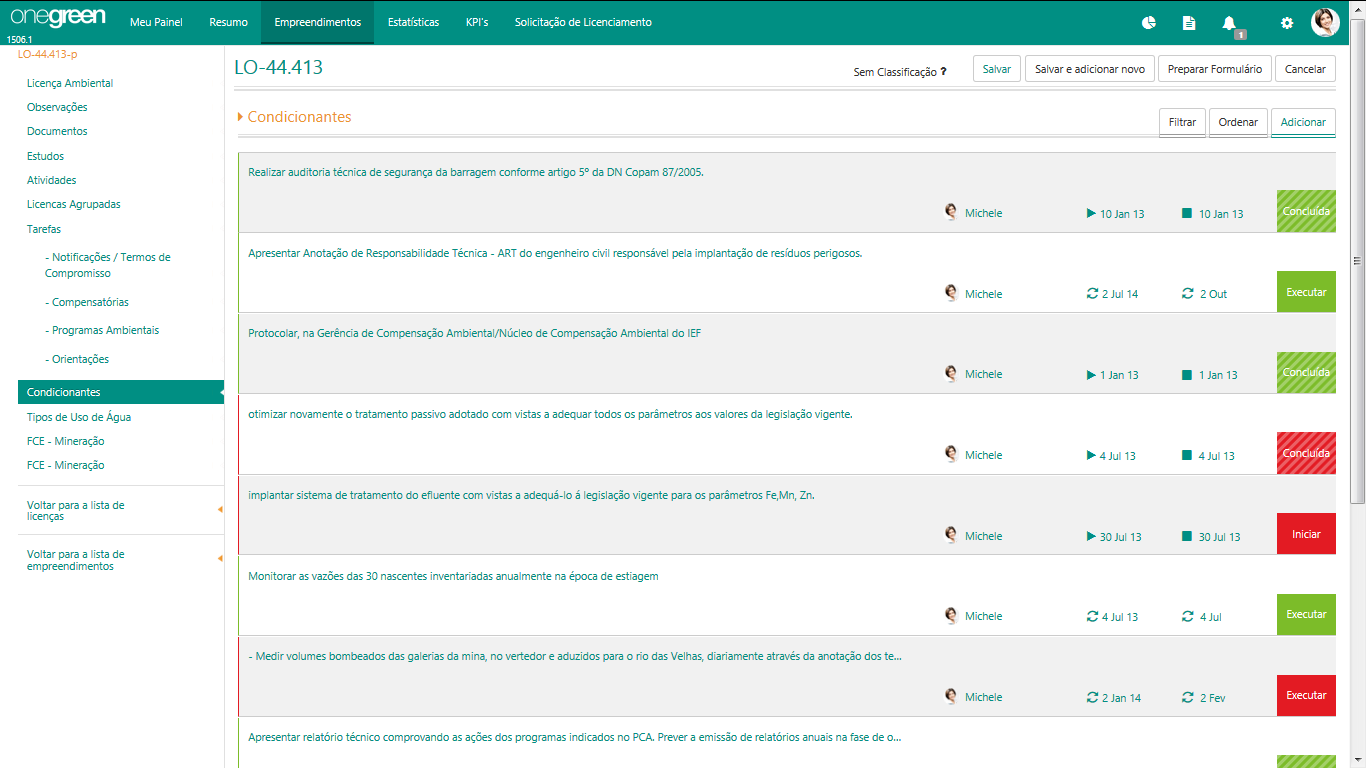 onegreen
Meu Painel
Resumo
Empreendimentos
Estatísticas
KPI's
Solicitação de Licenciamento
1
1506.1
LO-44.413-p
Licença Ambiental
Observações
Documentos
Estudos
Atividades
Licencas Agrupadas
Tarefas
- Notificações / Termos de
Compromisso
- Compensatórias
- Programas Ambientais
- Orientações
Condicionantes
Tipos de Uso de Água
FCE - Mineração
FCE - Mineração
Voltar para a lista de
licenças
Voltar para a lista de
empreendimentos
LO-44.413
Sem Classificação ?
Salvar
Salvar e adicionar novo
Preparar Formulário
Cancelar
Condicionantes
Filtrar
Ordenar
Adicionar
Realizar auditoria técnica de segurança da barragem conforme artigo 5º da DN Copam 87/2005.
Michele
10 Jan 13
10 Jan 13
Concluída
Apresentar Anotação de Responsabilidade Técnica - ART do engenheiro civil responsável pela implantação de resíduos perigosos.
Michele
2 Jul 14
2 Out
Executar
Protocolar, na Gerência de Compensação Ambiental/Núcleo de Compensação Ambiental do IEF
Michele
1 Jan 13
1 Jan 13
Concluída
otimizar novamente o tratamento passivo adotado com vistas a adequar todos os parâmetros aos valores da legislação vigente.
Michele
4 Jul 13
4 Jul 13
Concluída
implantar sistema de tratamento do efluente com vistas a adequá-lo á legislação vigente para os parâmetros Fe,Mn, Zn.
Michele
30 Jul 13
30 Jul 13
Iniciar
Monitorar as vazões das 30 nascentes inventariadas anualmente na época de estiagem
Michele
4 Jul 13
4 Jul
Executar
- Medir volumes bombeados das galerias da mina, no vertedor e aduzidos para o rio das Velhas, diariamente através da anotação dos te...
Michele
2 Jan 14
2 Fev
Executar
Apresentar relatório técnico comprovando as ações dos programas indicados no PCA. Prever a emissão de relatórios anuais na fase de o...